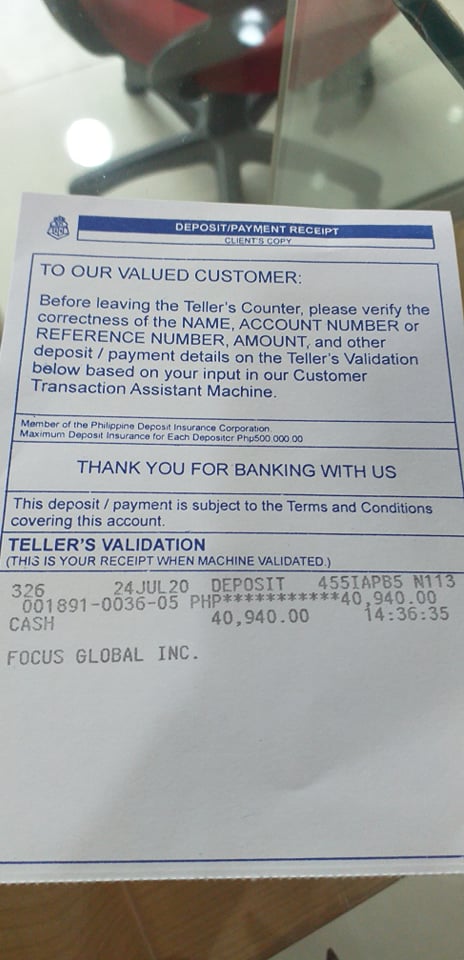 DEPOSIT/PAYMENT RECEIPT
CLIENT'S COPY
TO OUR VALUED CUSTOMER:
Before leaving the Teller's Counter, please verify the
correctness of the NAME, ACCOUNT NUMBER or
REFERENCE NUMBER, AMOUNT, and other
deposit / payment details on the Teller's Validation
below based on your input in our Customer
Transaction Assistant Machine.
Member of the Philippine Deposit Insurance Corporation.
Maximum Deposit Insurance for Each Depositor Php500,000.00
THANK YOU FOR BANKING WITH US
This deposit / payment is subject to the Terms and Conditions
covering this account.
TELLER'S VALIDATION
(THIS IS YOUR RECEIPT WHEN MACHINE VALIDATED.)
326 24JUL20 DEPOSIT 455IAPB5 N113
001891-0036-05 PHP***********40,940.00
CASH 40,940.00 14:36:35
FOCUS GLOBAL INC.